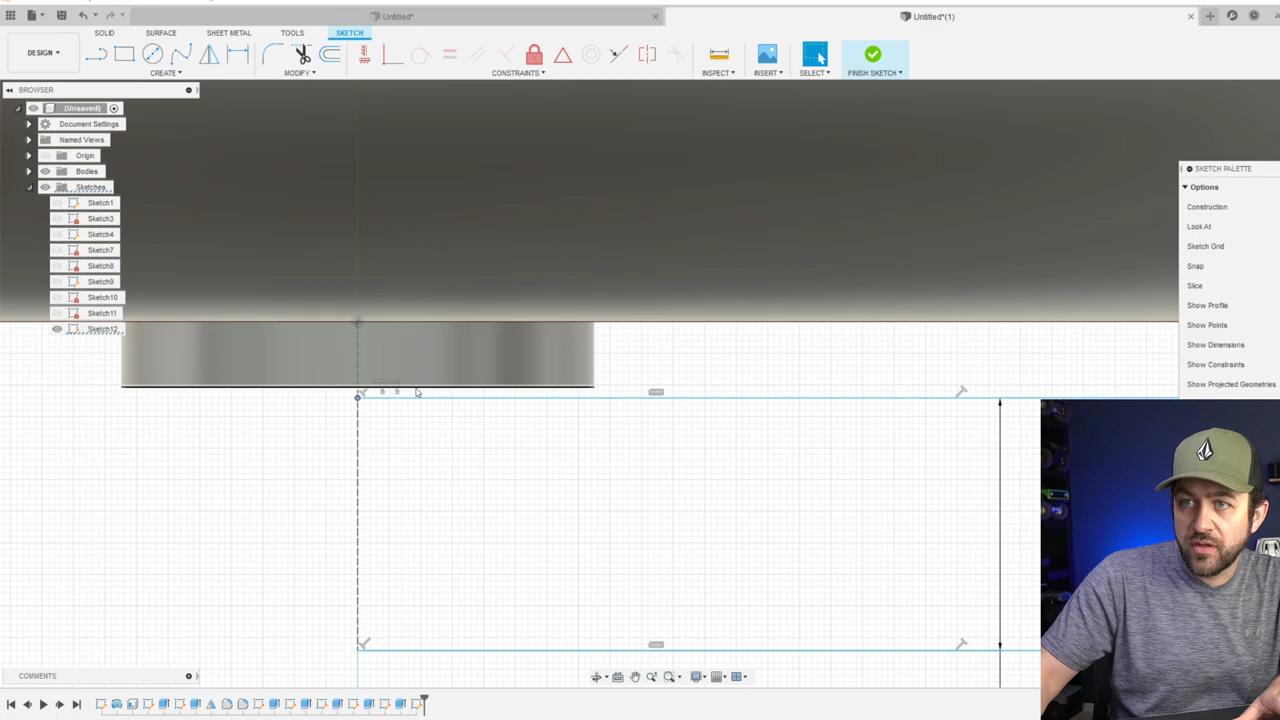 Untitled*
Untitled*(1)
DESIGN
SOLID
SURFACE
SHEET METAL
TOOLS
SKETCH
CREATE
MODIFY
CONSTRAINTS
INSPECT
INSERT
SELECT
FINISH SKETCH
BROWSER
(Unsaved)
Document Settings
Named Views
Origin
Bodies
Sketches
Sketch1
Sketch3
Sketch4
Sketch7
Sketch8
Sketch9
Sketch10
Sketch11
Sketch12
SKETCH PALETTE
Options
Construction
Look At
Sketch Grid
Snap
Slice
Show Profile
Show Points
Show Dimensions
Show Constraints
Show Projected Geometries
COMMENTS